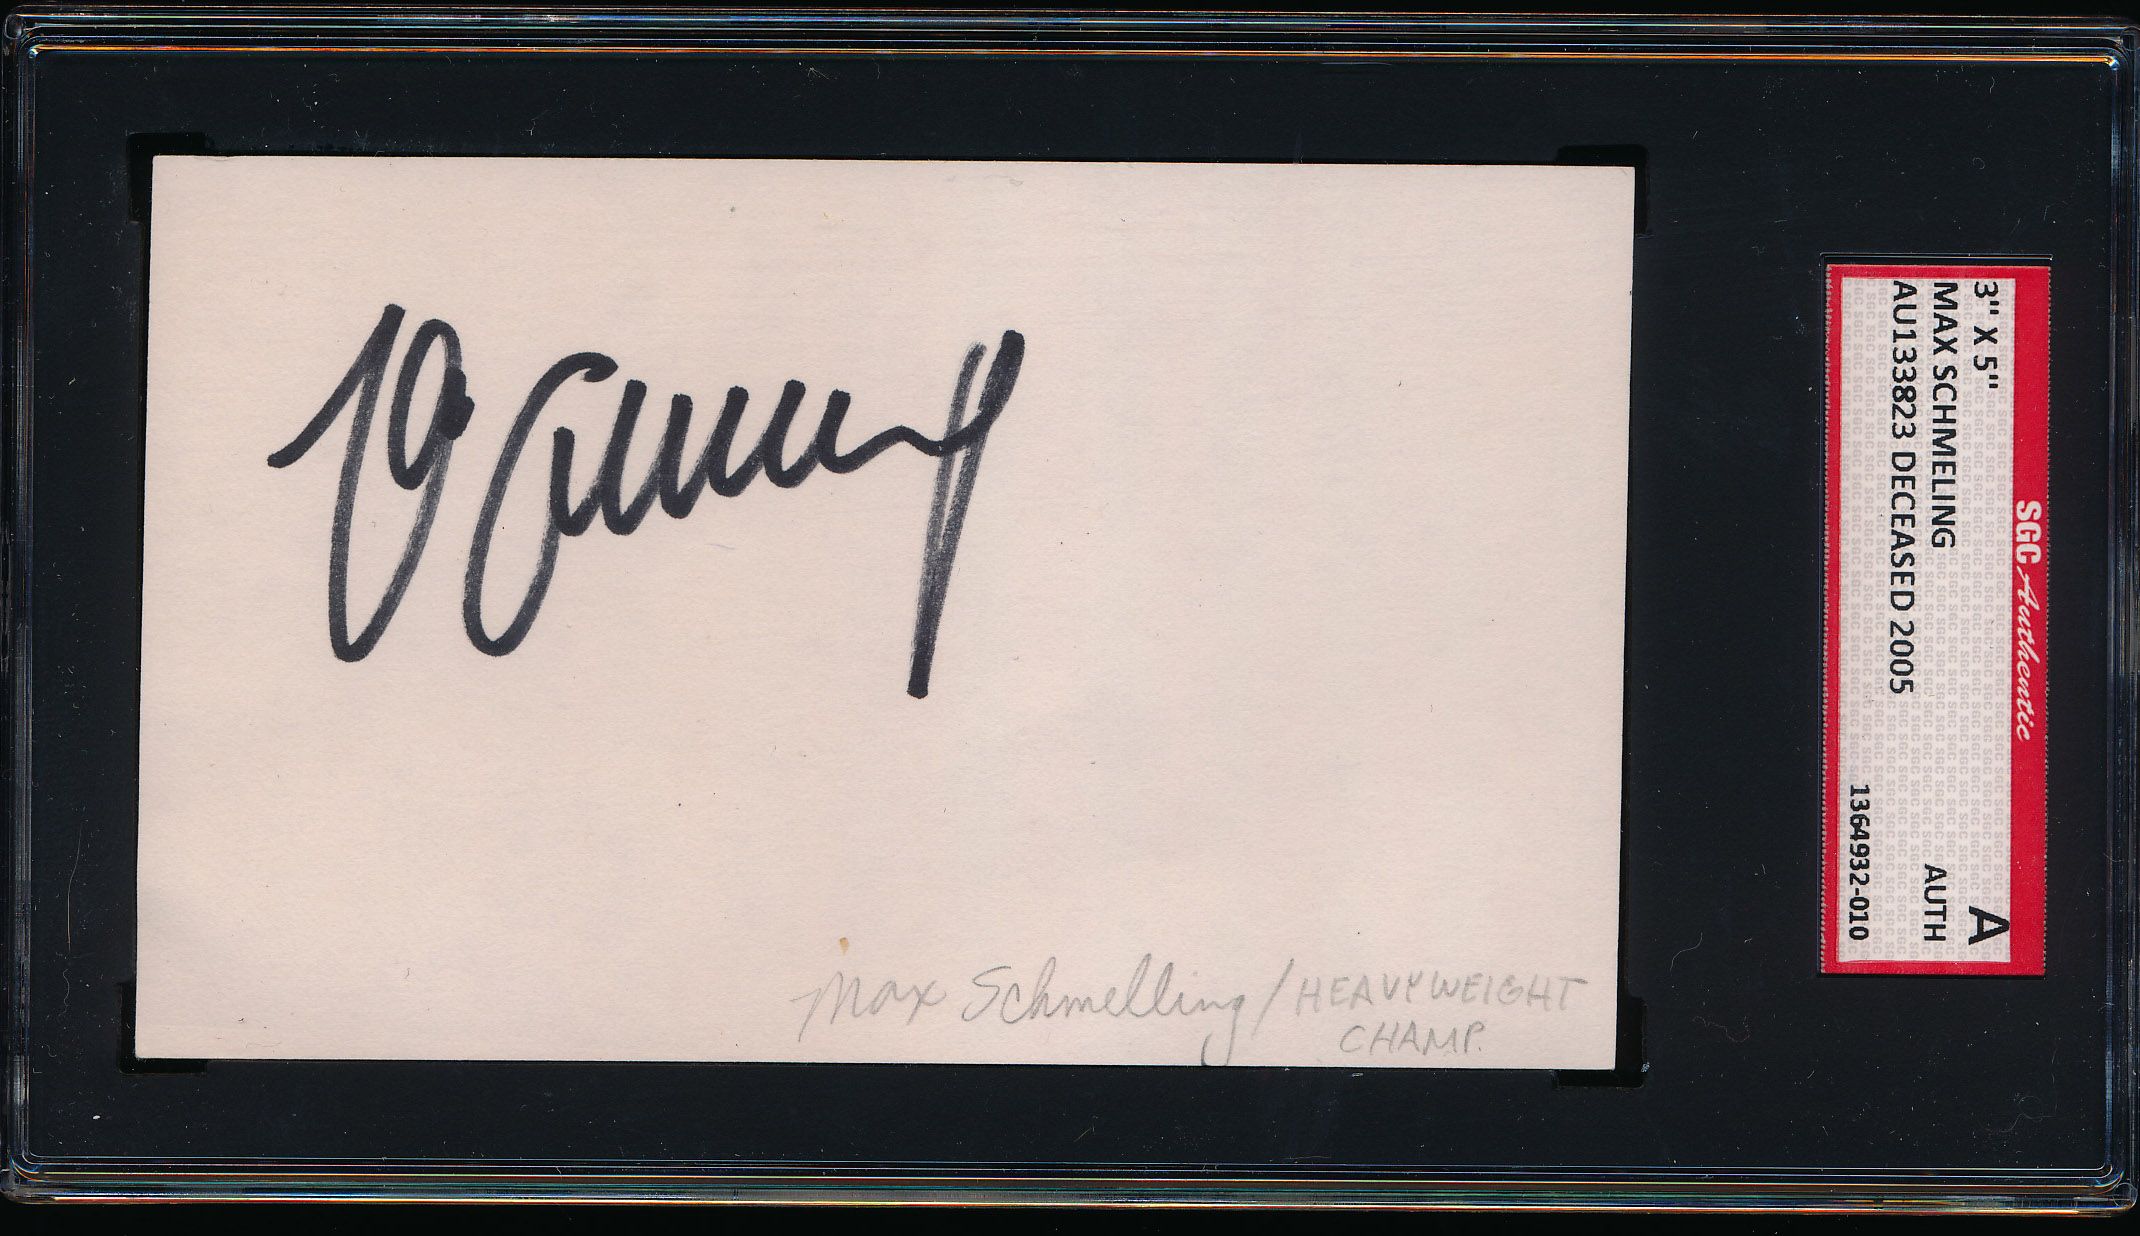 Max Schmelling / HEAVYWEIGHT
CHAMP.
SGC Authentic
3" X 5"
MAX SCHMELING
AU133823 DECEASED 2005
A
AUTH
1364932-010